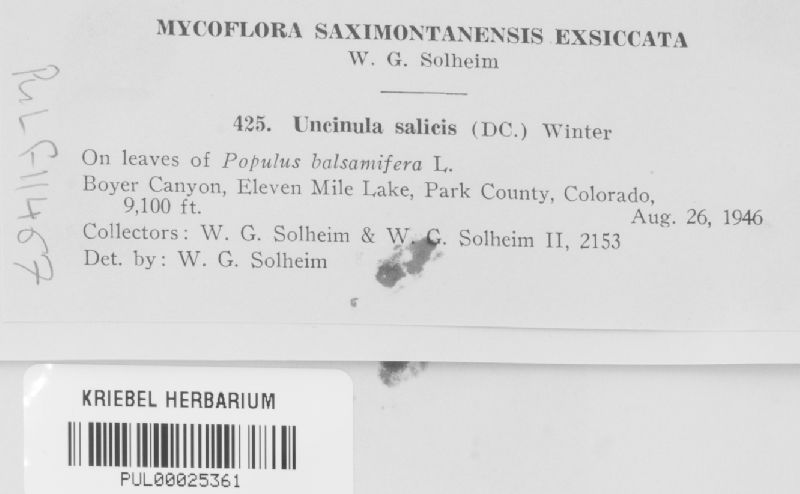 MYCOFLORA SAXIMONTANENSIS EXSICCATA
W. G. Solheim
425. Uncinula salicis (DC.) Winter
On leaves of Populus balsamifera L.
Boyer Canyon, Eleven Mile Lake, Park County, Colorado,
9,100 ft.
Aug. 26, 1946
Collectors: W. G. Solheim & W. G. Solheim II, 2153
Det. by: W. G. Solheim
PUL F-11467
KRIEBEL HERBARIUM
PUL00025361